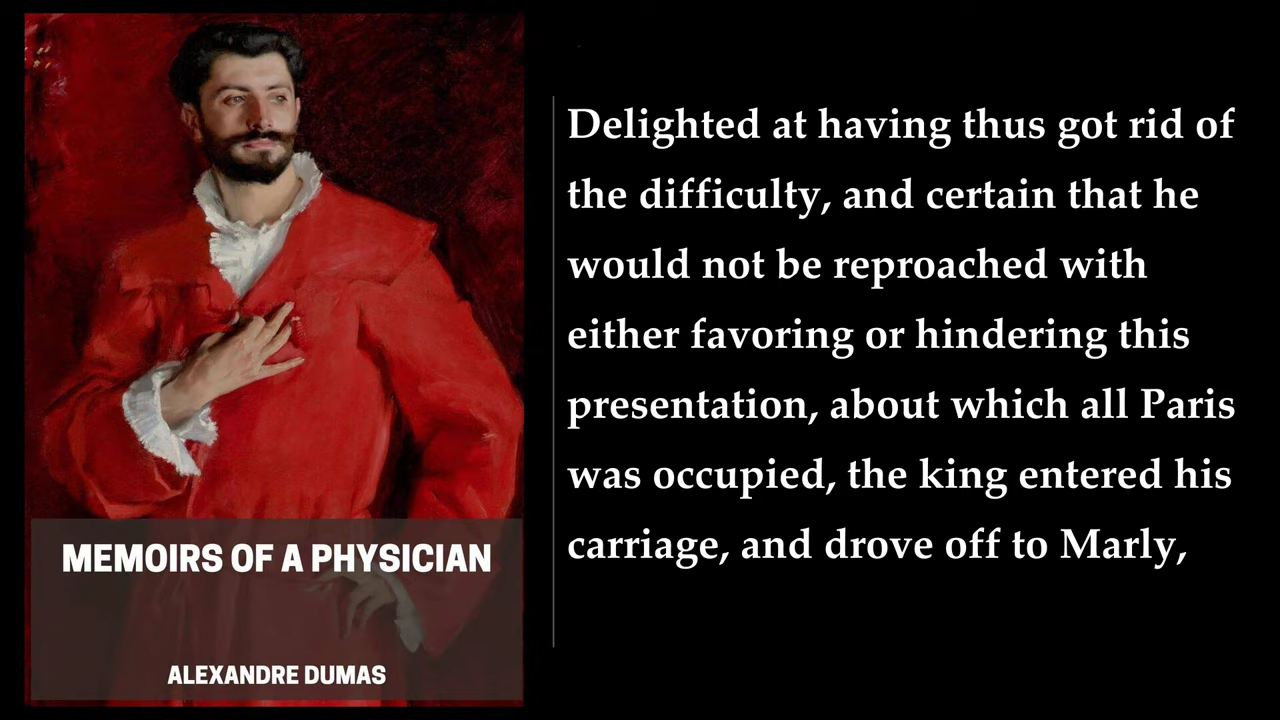 MEMOIRS OF A PHYSICIAN
ALEXANDRE DUMAS
Delighted at having thus got rid of
the difficulty, and certain that he
would not be reproached with
either favoring or hindering this
presentation, about which all Paris
was occupied, the king entered his
carriage, and drove off to Marly,